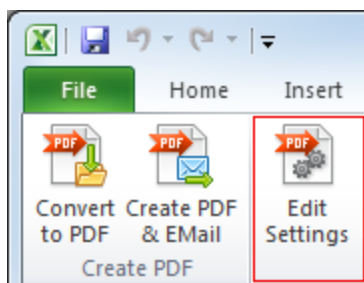 File Home Insert
PDF PDF PDF
Convert Create PDF Edit
to PDF & EMail Settings
Create PDF